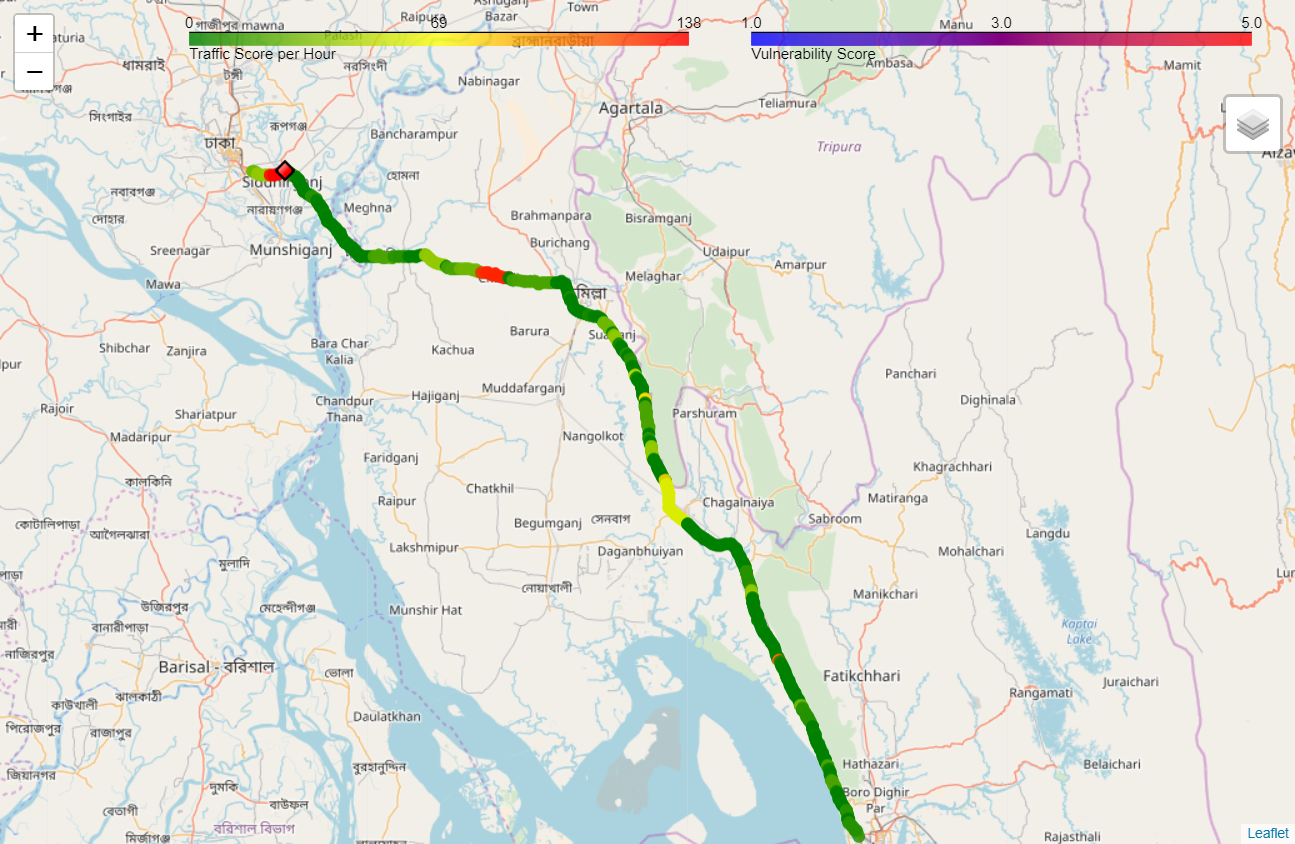 Ashuganj
Raipura
Bazar
Town
0
গাজীপুর mawna
69
138
1.0
Manu
3.0
5.0
+
Palash
ব্রাহ্মণবাড়ীয়া
Traffic Score per Hour
Vulnerability Score
ধামরাই
নরসিংদী
Ambasa
Mamit
−
টঙ্গী
Nabinagar
Teliamura
Agartala
সিংগাইর
রূপগঞ্জ
Bancharampur
ঢাকা
Tripura
হোমনা
নবাবগঞ্জ
নারায়ণগঞ্জ
Meghna
দোহার
Brahmanpara
Bisramganj
Sreenagar
Munshiganj
Burichang
Udaipur
Amarpur
Mawa
Melaghar
Barura
Shibchar
Zanjira
Bara Char
Kalia
Kachua
Panchari
Muddafarganj
Hajiganj
Chandpur
Thana
Dighinala
Rajoir
Shariatpur
Parshuram
Madaripur
Nangolkot
Faridganj
Khagrachhari
কালকিনি
Chatkhil
Raipur
Chagalnaiya
Matiranga
Sabroom
কোটালিপাড়া
আগৈলঝারা
Begumganj
সেনবাগ
Langdu
Lakshmipur
Daganbhuiyan
Mohalchari
মুলাদি
নোয়াখালী
Manikchari
উজিরপুর
মেহেন্দীগঞ্জ
Munshir Hat
বানারীপাড়া
Kaptai
Lake
নাজিরপুর
Barisal - বরিশাল
ভোলা
Fatikchhari
Juraichari
ঝালকাঠী
Rangamati
কাউখালী
Daulatkhan
পিরোজপুর
রাজাপুর
Hathazari
Belaichari
জিয়ানগর
বুরহানুদ্দিন
দুমকি
Boro Dighir
Par
বাউফল
বেতাগী
বরিশাল বিভাগ
মির্জাগঞ্জ
Rajasthali
Leaflet